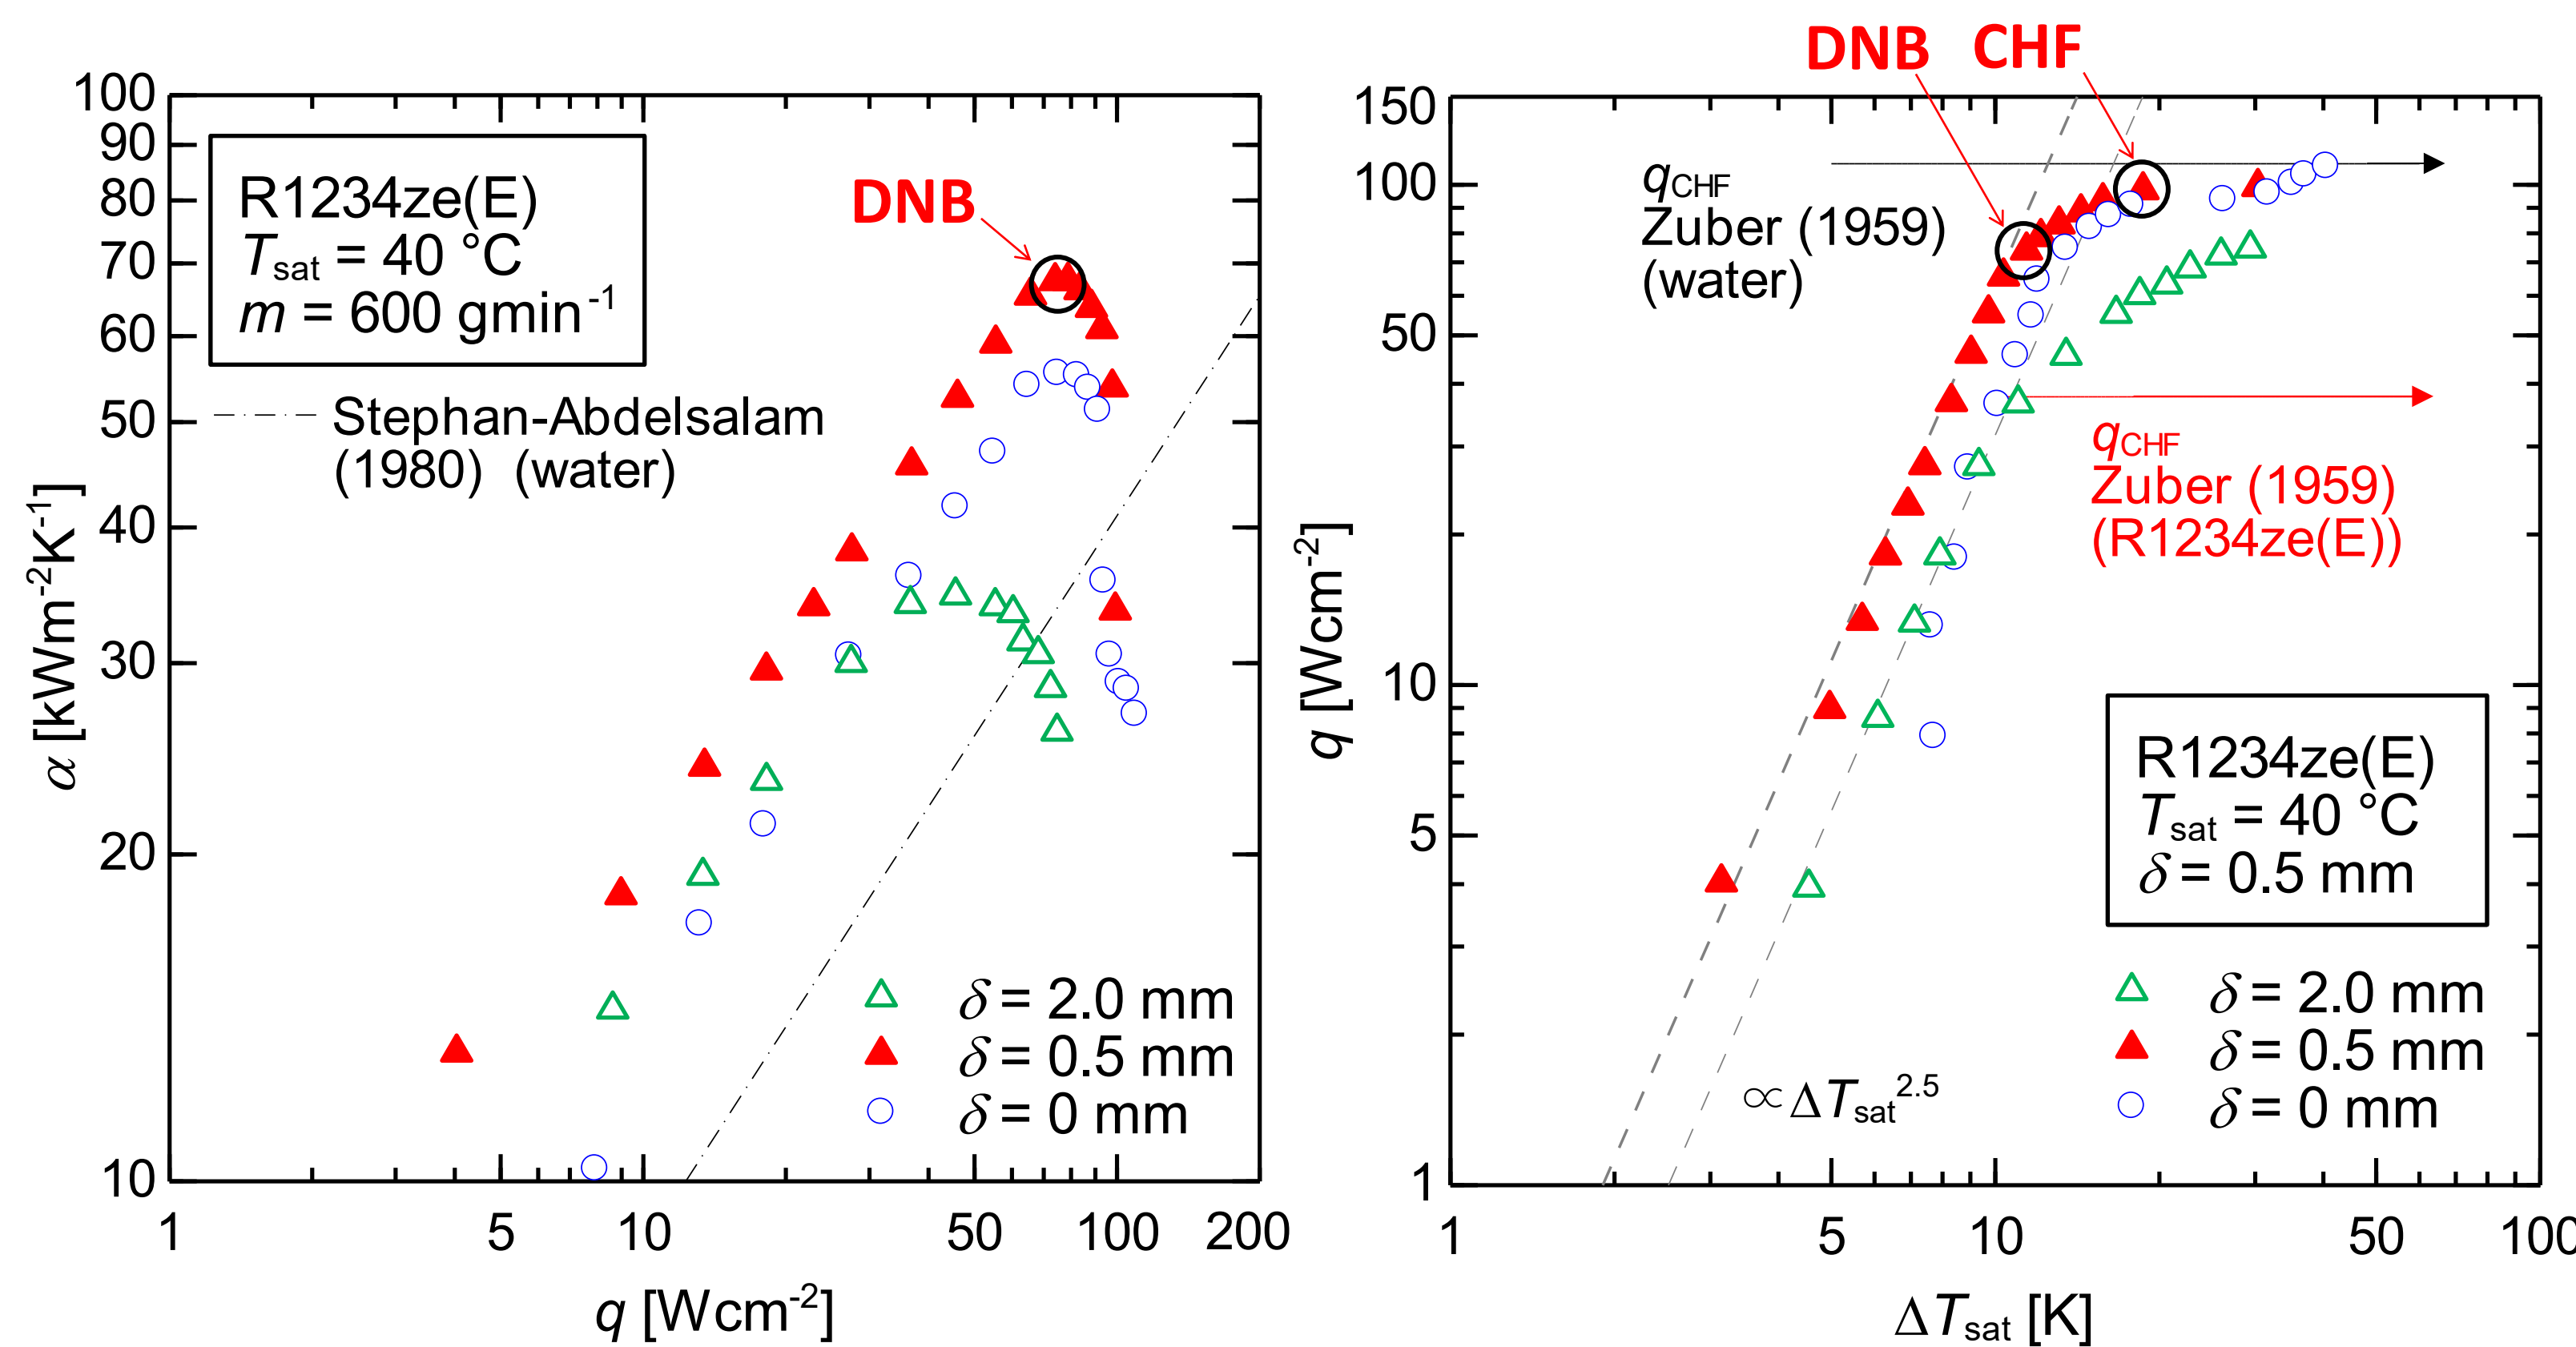 100
90
80
70
60
50
40
30
20
10
α [kWm-2K-1]
R1234ze(E)
Tsat = 40 °C
m = 600 gmin-1
Stephan-Abdelsalam
(1980) (water)
DNB
δ = 2.0 mm
δ = 0.5 mm
δ = 0 mm
1 5 10 50 100 200
q [Wcm-2]
DNB CHF
150
100
50
10
5
1
q [Wcm-2]
qCHF
Zuber (1959)
(water)
qCHF
Zuber (1959)
(R1234ze(E))
R1234ze(E)
Tsat = 40 °C
δ = 0.5 mm
∝ΔTsat2.5
δ = 2.0 mm
δ = 0.5 mm
δ = 0 mm
1 5 10 50 100
ΔTsat [K]